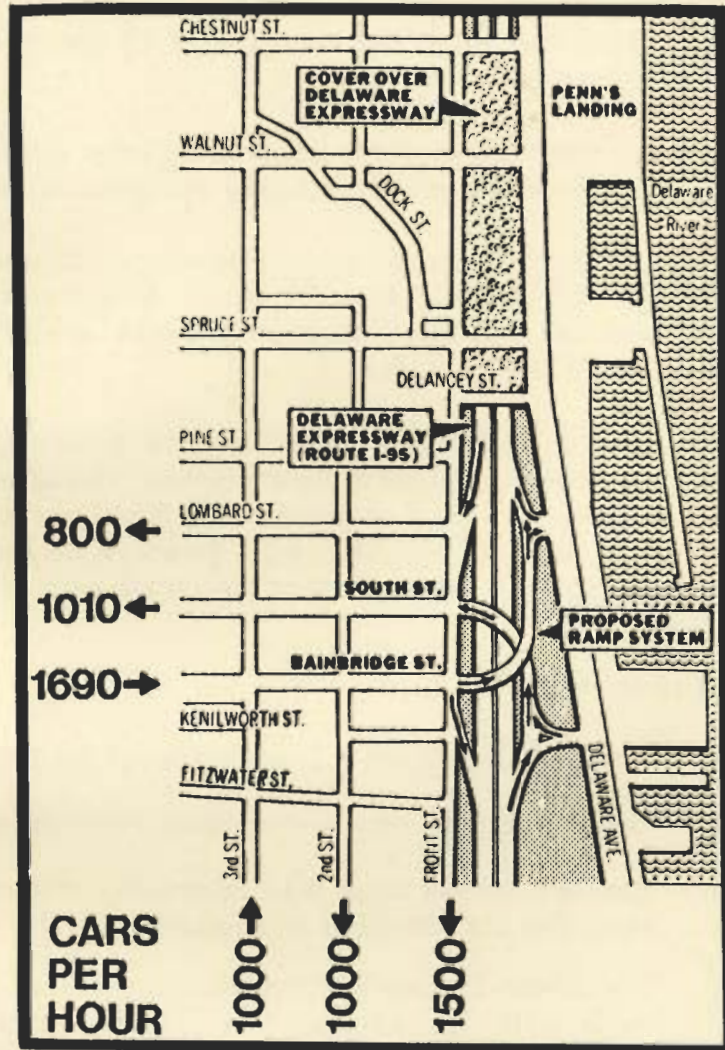 CHESTNUT ST.
COVER OVER
DELAWARE
EXPRESSWAY
PENN'S
LANDING
WALNUT ST.
DOCK ST.
Delaware
River
SPRUCE ST
DELANCEY ST.
DELAWARE
EXPRESSWAY
(ROUTE I-95)
PINE ST.
LOMBARD ST.
800
SOUTH ST.
1010
PROPOSED
RAMP SYSTEM
BAINBRIDGE ST.
1690
KENILWORTH ST.
FITZWATER ST.
DELAWARE AVE.
3rd ST.
2nd ST.
FRONT ST.
CARS
PER
HOUR
1000
1000
1500